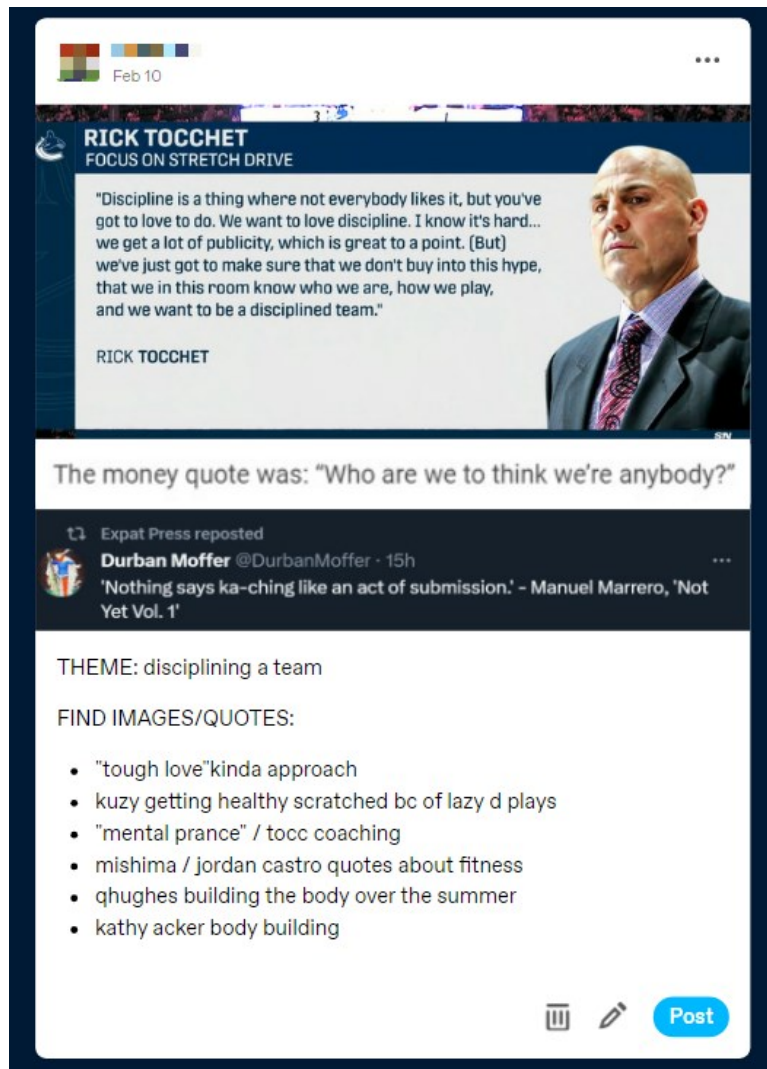 Feb 10
3
RICK TOCCHET
FOCUS ON STRETCH DRIVE
"Discipline is a thing where not everybody likes it, but you've
got to love to do. We want to love discipline. I know it's hard...
we get a lot of publicity, which is great to a point. (But)
we've just got to make sure that we don't buy into this hype,
that we in this room know who we are, how we play,
and we want to be a disciplined team."
RICK TOCCHET
SN
The money quote was: “Who are we to think we’re anybody?”
Expat Press reposted
Durban Moffer @DurbanMoffer · 15h
'Nothing says ka-ching like an act of submission.' - Manuel Marrero, 'Not
Yet Vol. 1'
THEME: disciplining a team
FIND IMAGES/QUOTES:
• "tough love"kinda approach
• kuzy getting healthy scratched bc of lazy d plays
• "mental prance" / tocc coaching
• mishima / jordan castro quotes about fitness
• qhughes building the body over the summer
• kathy acker body building
Post